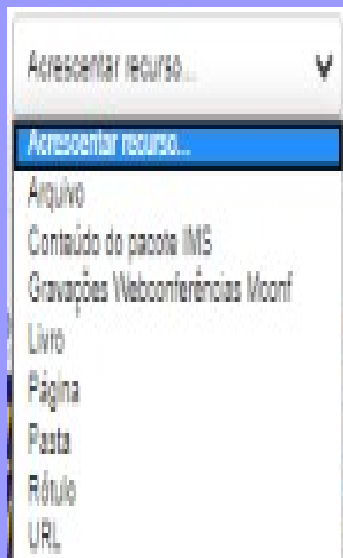 Acrescentar recurso...
Acrescentar recurso...
Arquivo
Conteúdo do pacote IMS
Gravações Webconferências Mconf
Livro
Página
Pasta
Rótulo
URL